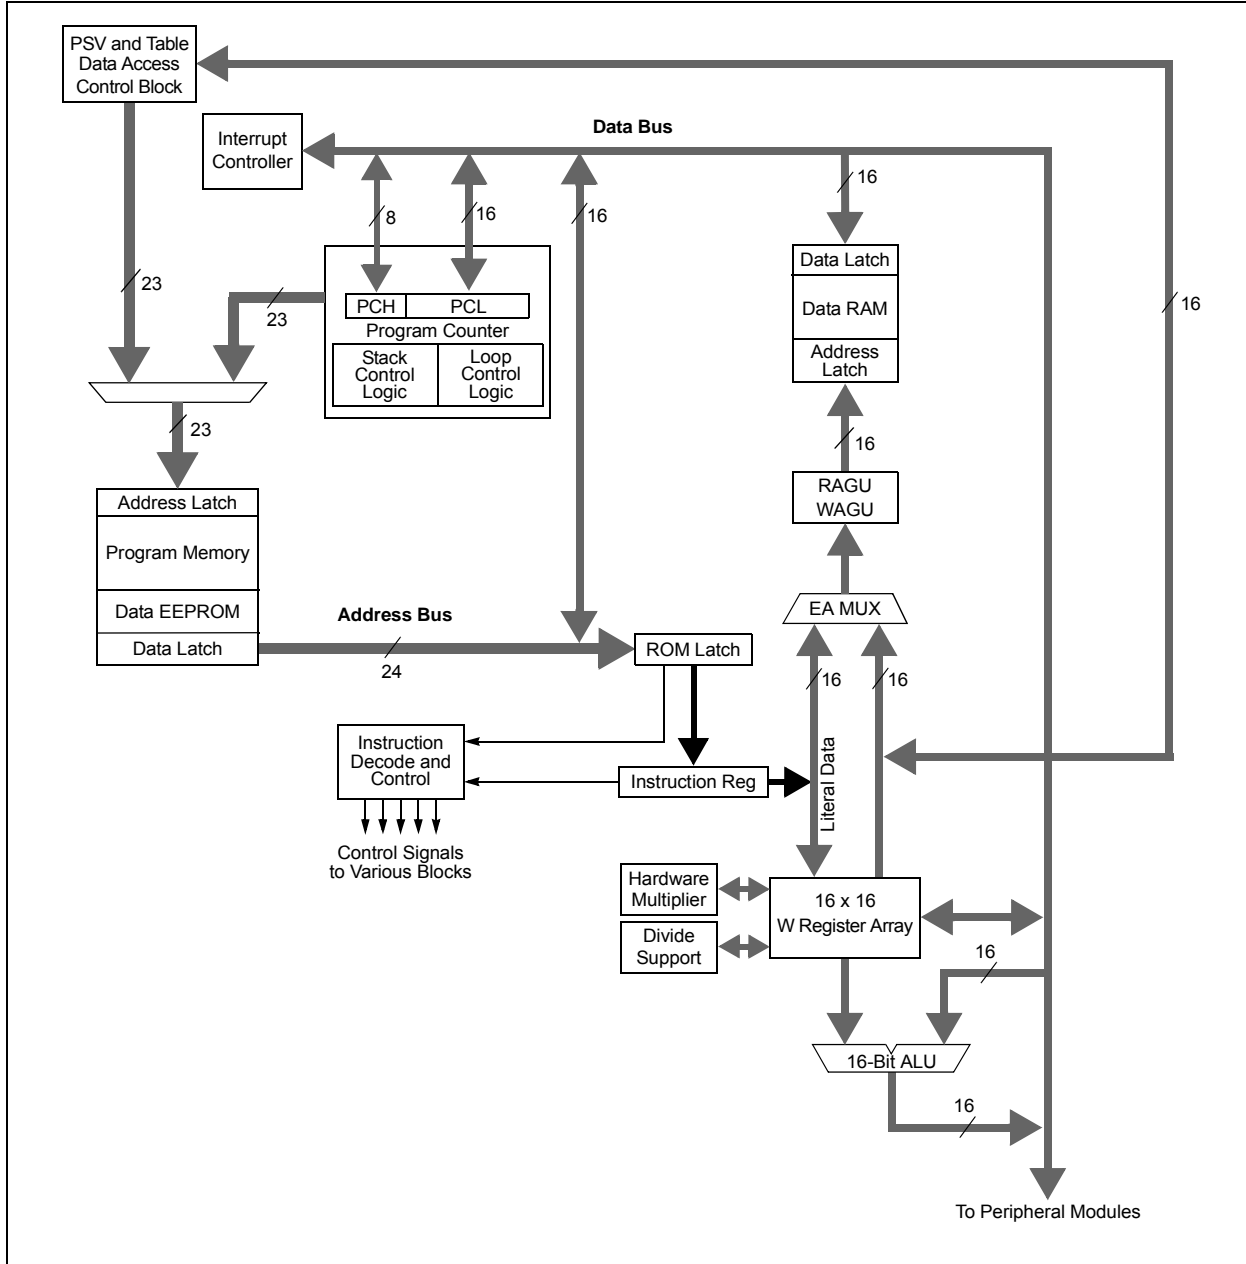 PSV and Table
Data Access
Control Block
Interrupt
Controller
Data Bus
8
16
16
16
16
23
23
PCH
PCL
Program Counter
Stack
Control
Logic
Loop
Control
Logic
Data Latch
Data RAM
Address
Latch
23
16
RAGU
WAGU
Address Latch
Program Memory
Data EEPROM
Data Latch
Address Bus
24
EA MUX
ROM Latch
16
16
Instruction
Decode and
Control
Instruction Reg
Literal Data
Control Signals
to Various Blocks
Hardware
Multiplier
Divide
Support
16 x 16
W Register Array
16
16-Bit ALU
16
To Peripheral Modules